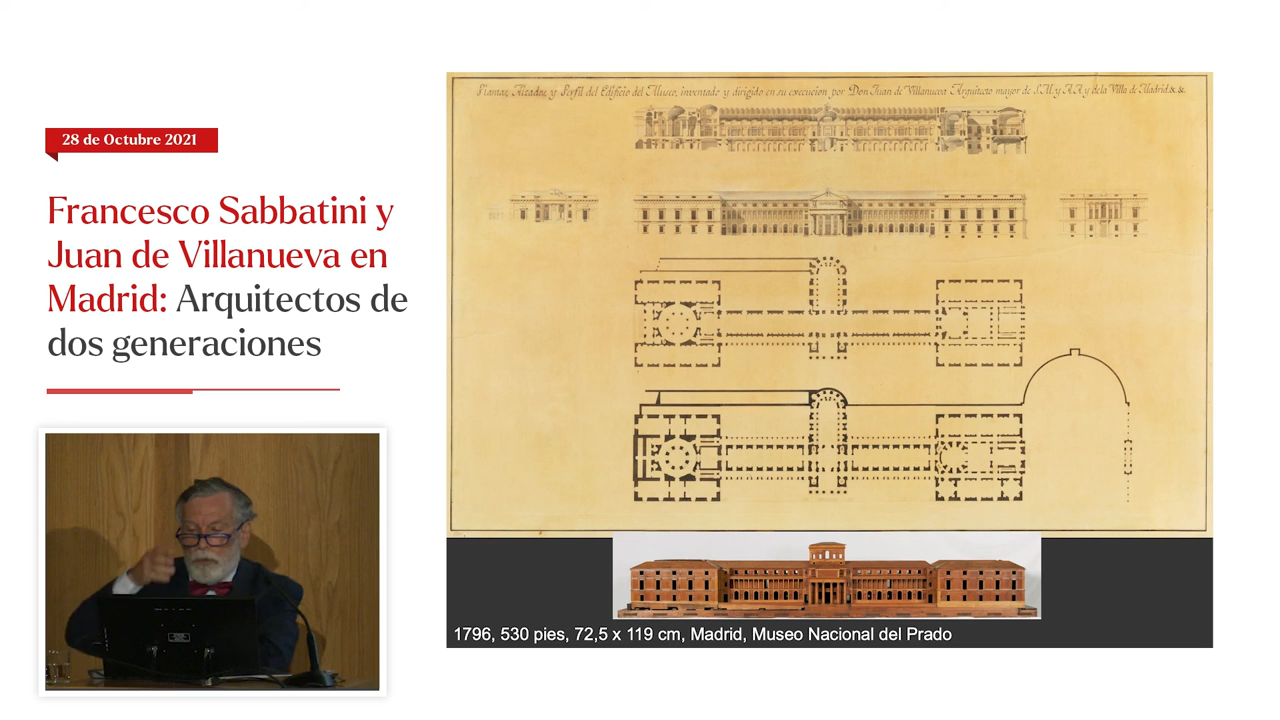 28 de Octubre 2021
Francesco Sabbatini y
Juan de Villanueva en
Madrid: Arquitectos de
dos generaciones
Plantas, Alzados y Perfil del Edificio del Museo, inventado y dirigido en su execucion por Don Juan de Villanueva Arquitecto mayor de S.M. y AA y de la Villa de Madrid &. &.
1796, 530 pies, 72,5 x 119 cm, Madrid, Museo Nacional del Prado